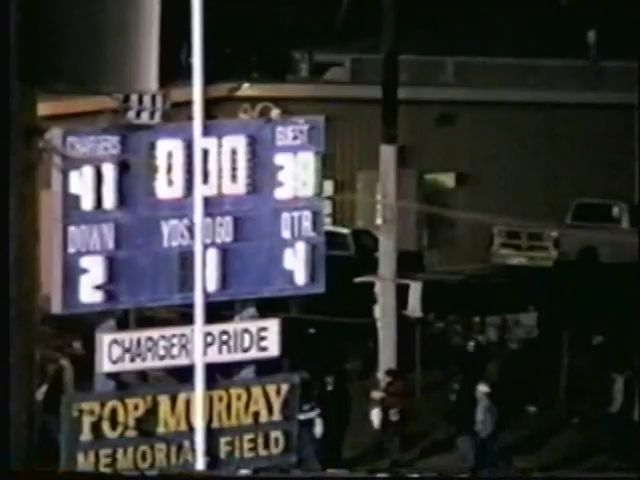 CHARGERS GUEST
41 0:00 38
DOWN YDS. TO GO QTR.
2 1 4
CHARGER PRIDE
'POP' MURRAY
MEMORIAL FIELD